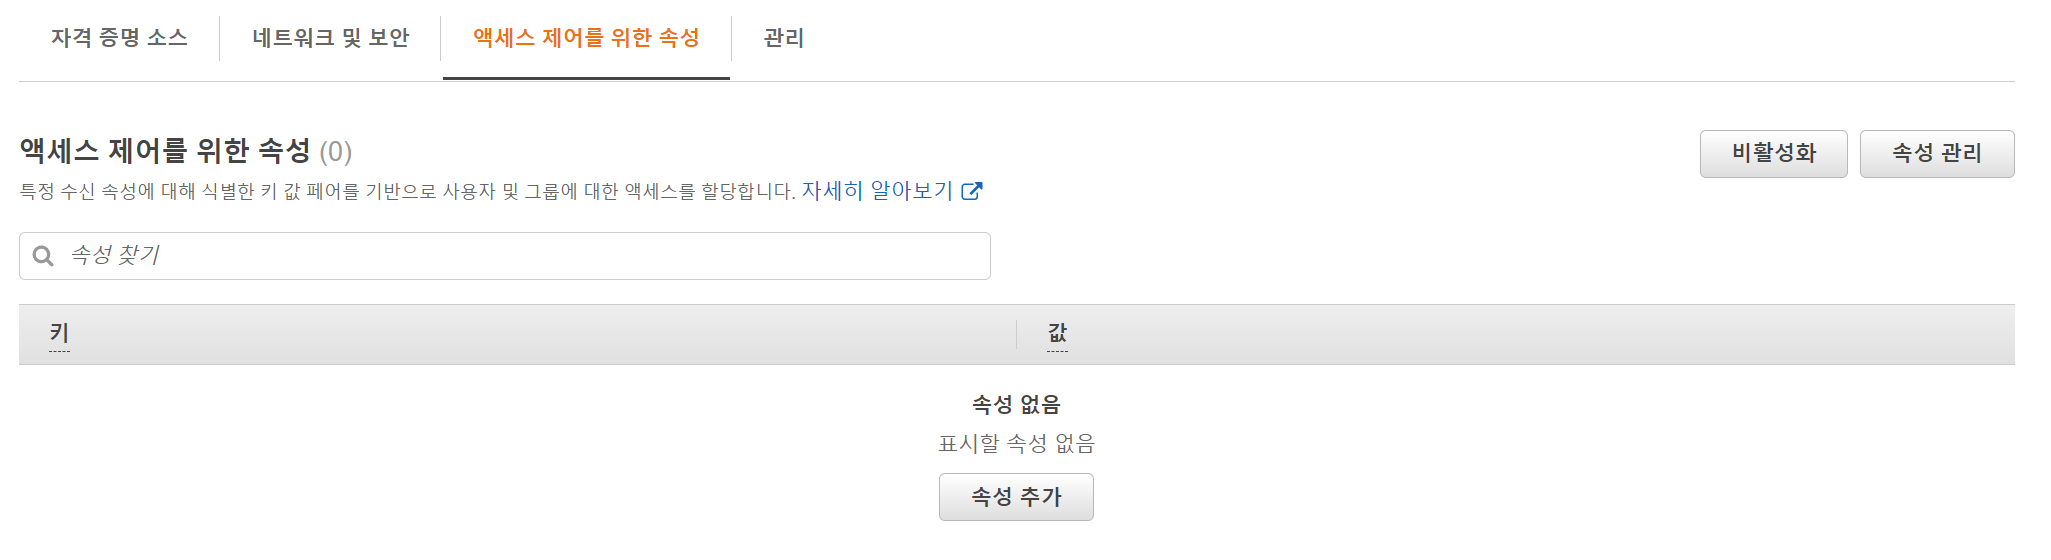 자격 증명 소스 네트워크 및 보안 액세스 제어를 위한 속성 관리
액세스 제어를 위한 속성 (0)
비활성화 속성 관리
특정 수신 속성에 대해 식별한 키 값 페어를 기반으로 사용자 및 그룹에 대한 액세스를 할당합니다. 자세히 알아보기
속성 찾기
키 값
속성 없음
표시할 속성 없음
속성 추가